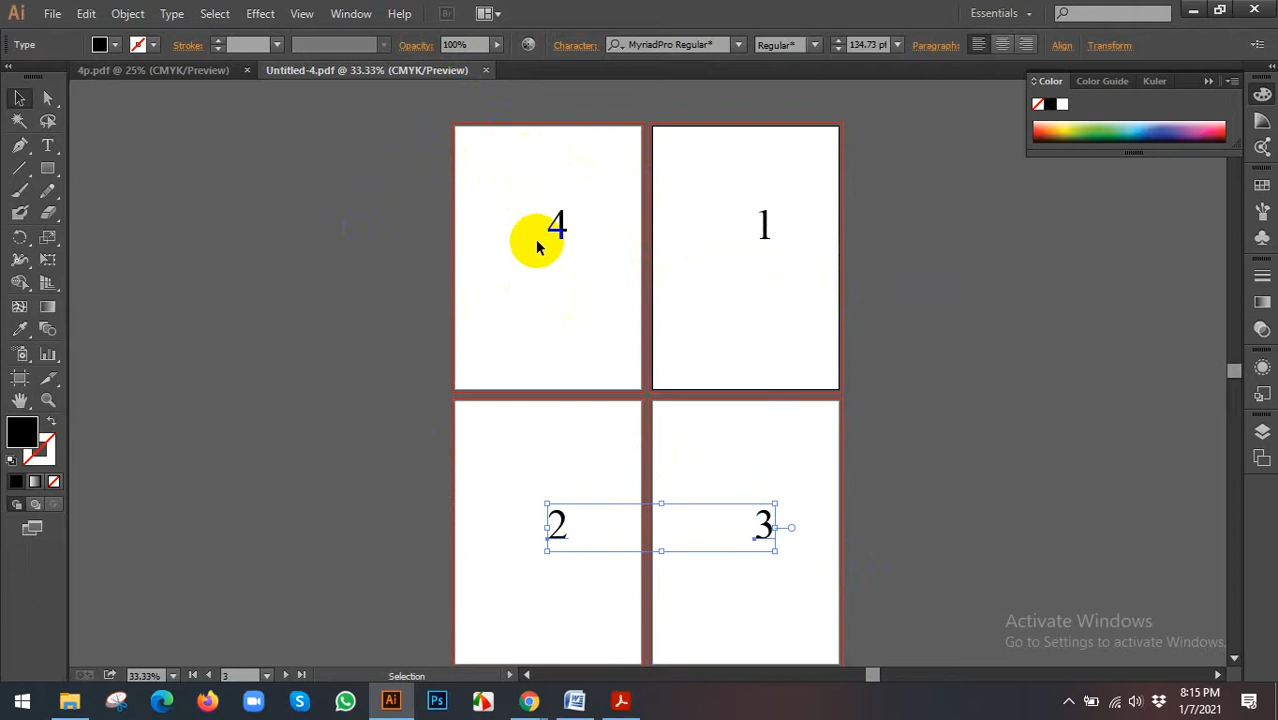 Ai File Edit Object Type Select Effect View Window Help Br Essentials
Type Stroke: Opacity: 100% Character: MyriadPro Regular* Regular* 134.73 pt Paragraph: Align Transform
4p.pdf @ 25% (CMYK/Preview) × Untitled-4.pdf @ 33.33% (CMYK/Preview) ×
Color Color Guide Kuler
4 1
2 3
Activate Windows
Go to Settings to activate Windows.
33.33% 3 Selection
Ai Ps
8:15 PM
1/7/2021